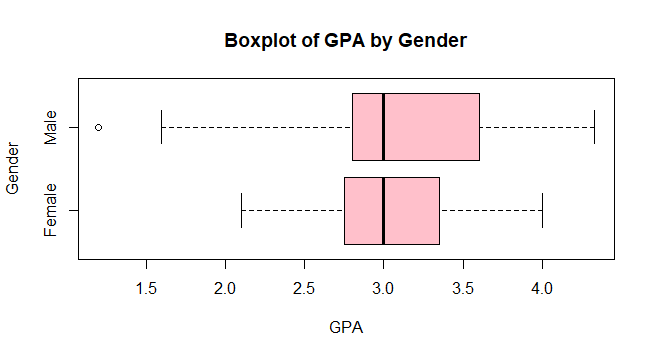 Boxplot of GPA by Gender
Gender
Male
Female
1.5 2.0 2.5 3.0 3.5 4.0
GPA